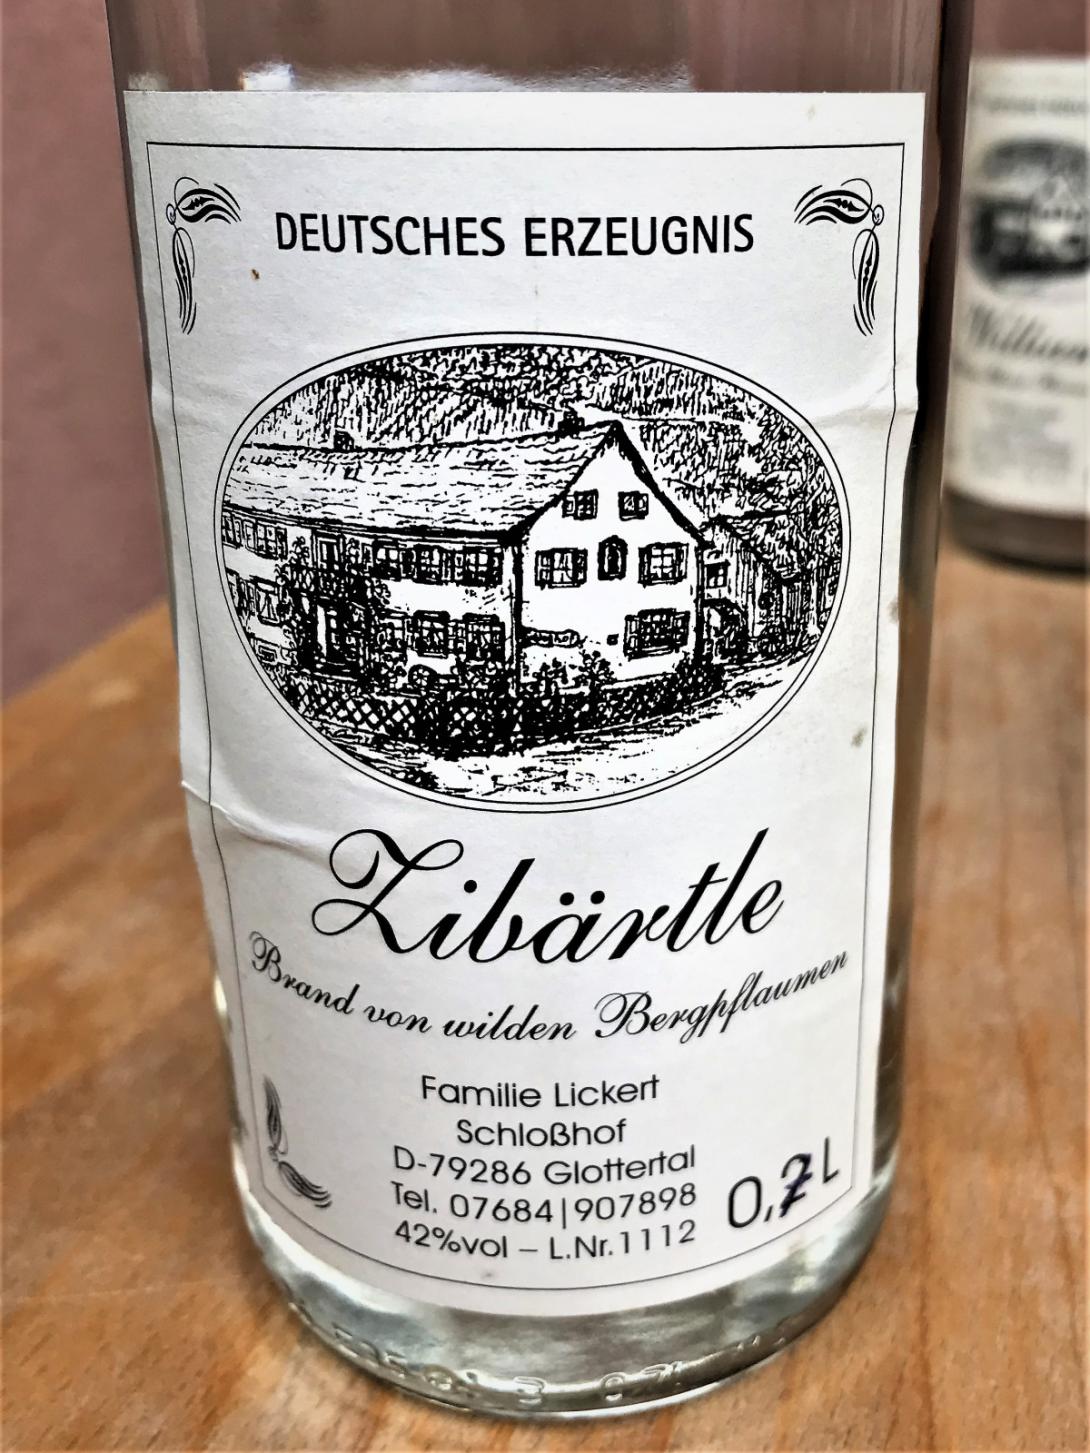 DEUTSCHES ERZEUGNIS
Zibärtle
Brand von wilden Bergpflaumen
Familie Lickert
Schloßhof
D-79286 Glottertal
Tel. 07684|907898
42%vol – L.Nr.1112
0,7L